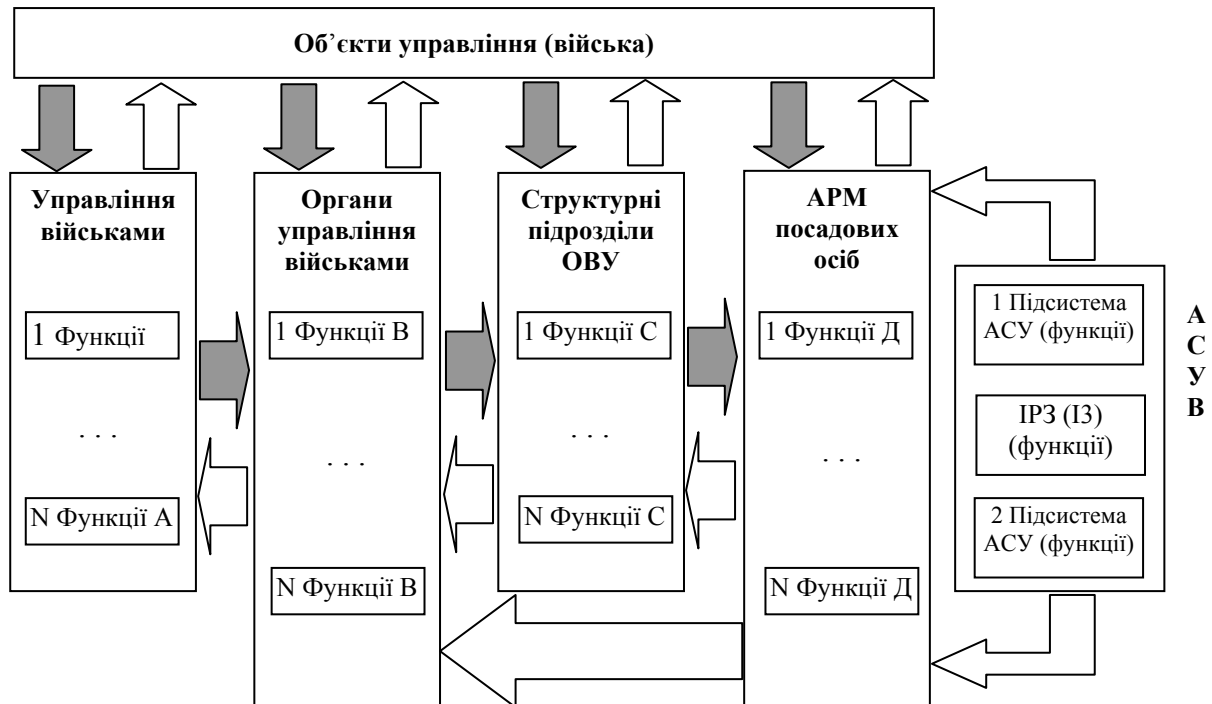 Об’єкти управління (війська)
Управління
військами
1 Функції
. . .
N Функції А
Органи
управління
військами
1 Функції В
. . .
N Функції В
Структурні
підрозділи
ОВУ
1 Функції С
. . .
N Функції С
АРМ
посадових
осіб
1 Функції Д
. . .
N Функції Д
1 Підсистема
АСУ (функції)
ІРЗ (ІЗ)
(функції)
2 Підсистема
АСУ (функції)
А
С
У
В